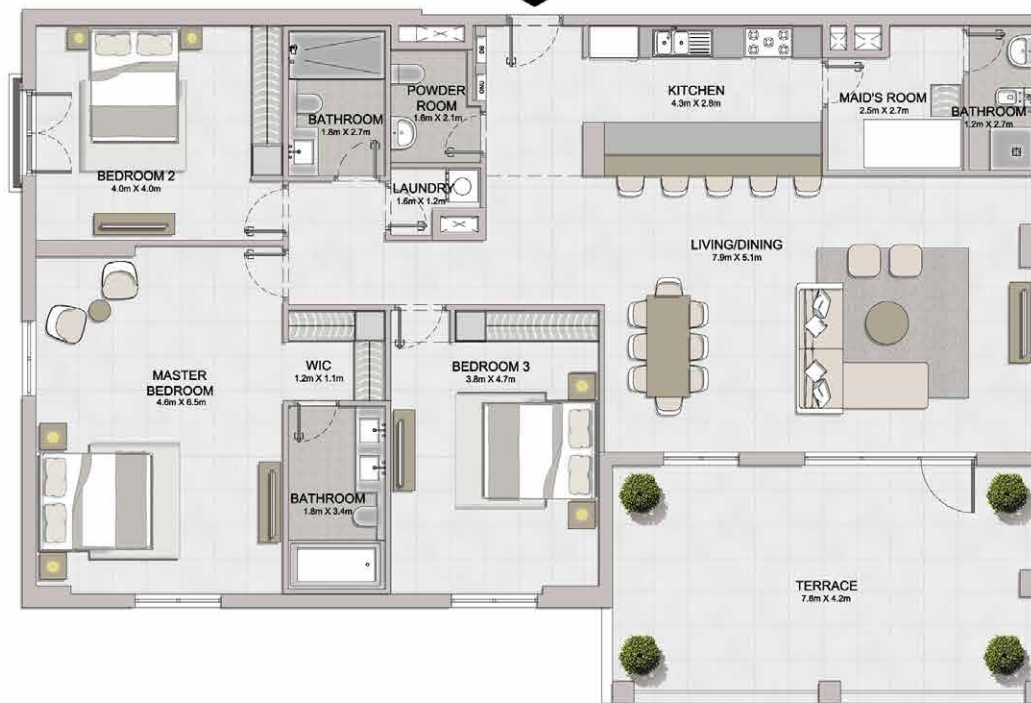 POWDER
ROOM
1.6m X 2.1m
KITCHEN
4.3m X 2.8m
MAID'S ROOM
2.5m X 2.7m
BATHROOM
1.2m X 2.7m
BATHROOM
1.8m X 2.7m
BEDROOM 2
4.0m X 4.0m
LAUNDRY
1.6m X 1.2m
LIVING/DINING
7.9m X 5.1m
MASTER
BEDROOM
4.6m X 6.5m
WIC
1.2m X 1.1m
BEDROOM 3
3.8m X 4.7m
BATHROOM
1.8m X 3.4m
TERRACE
7.8m X 4.2m